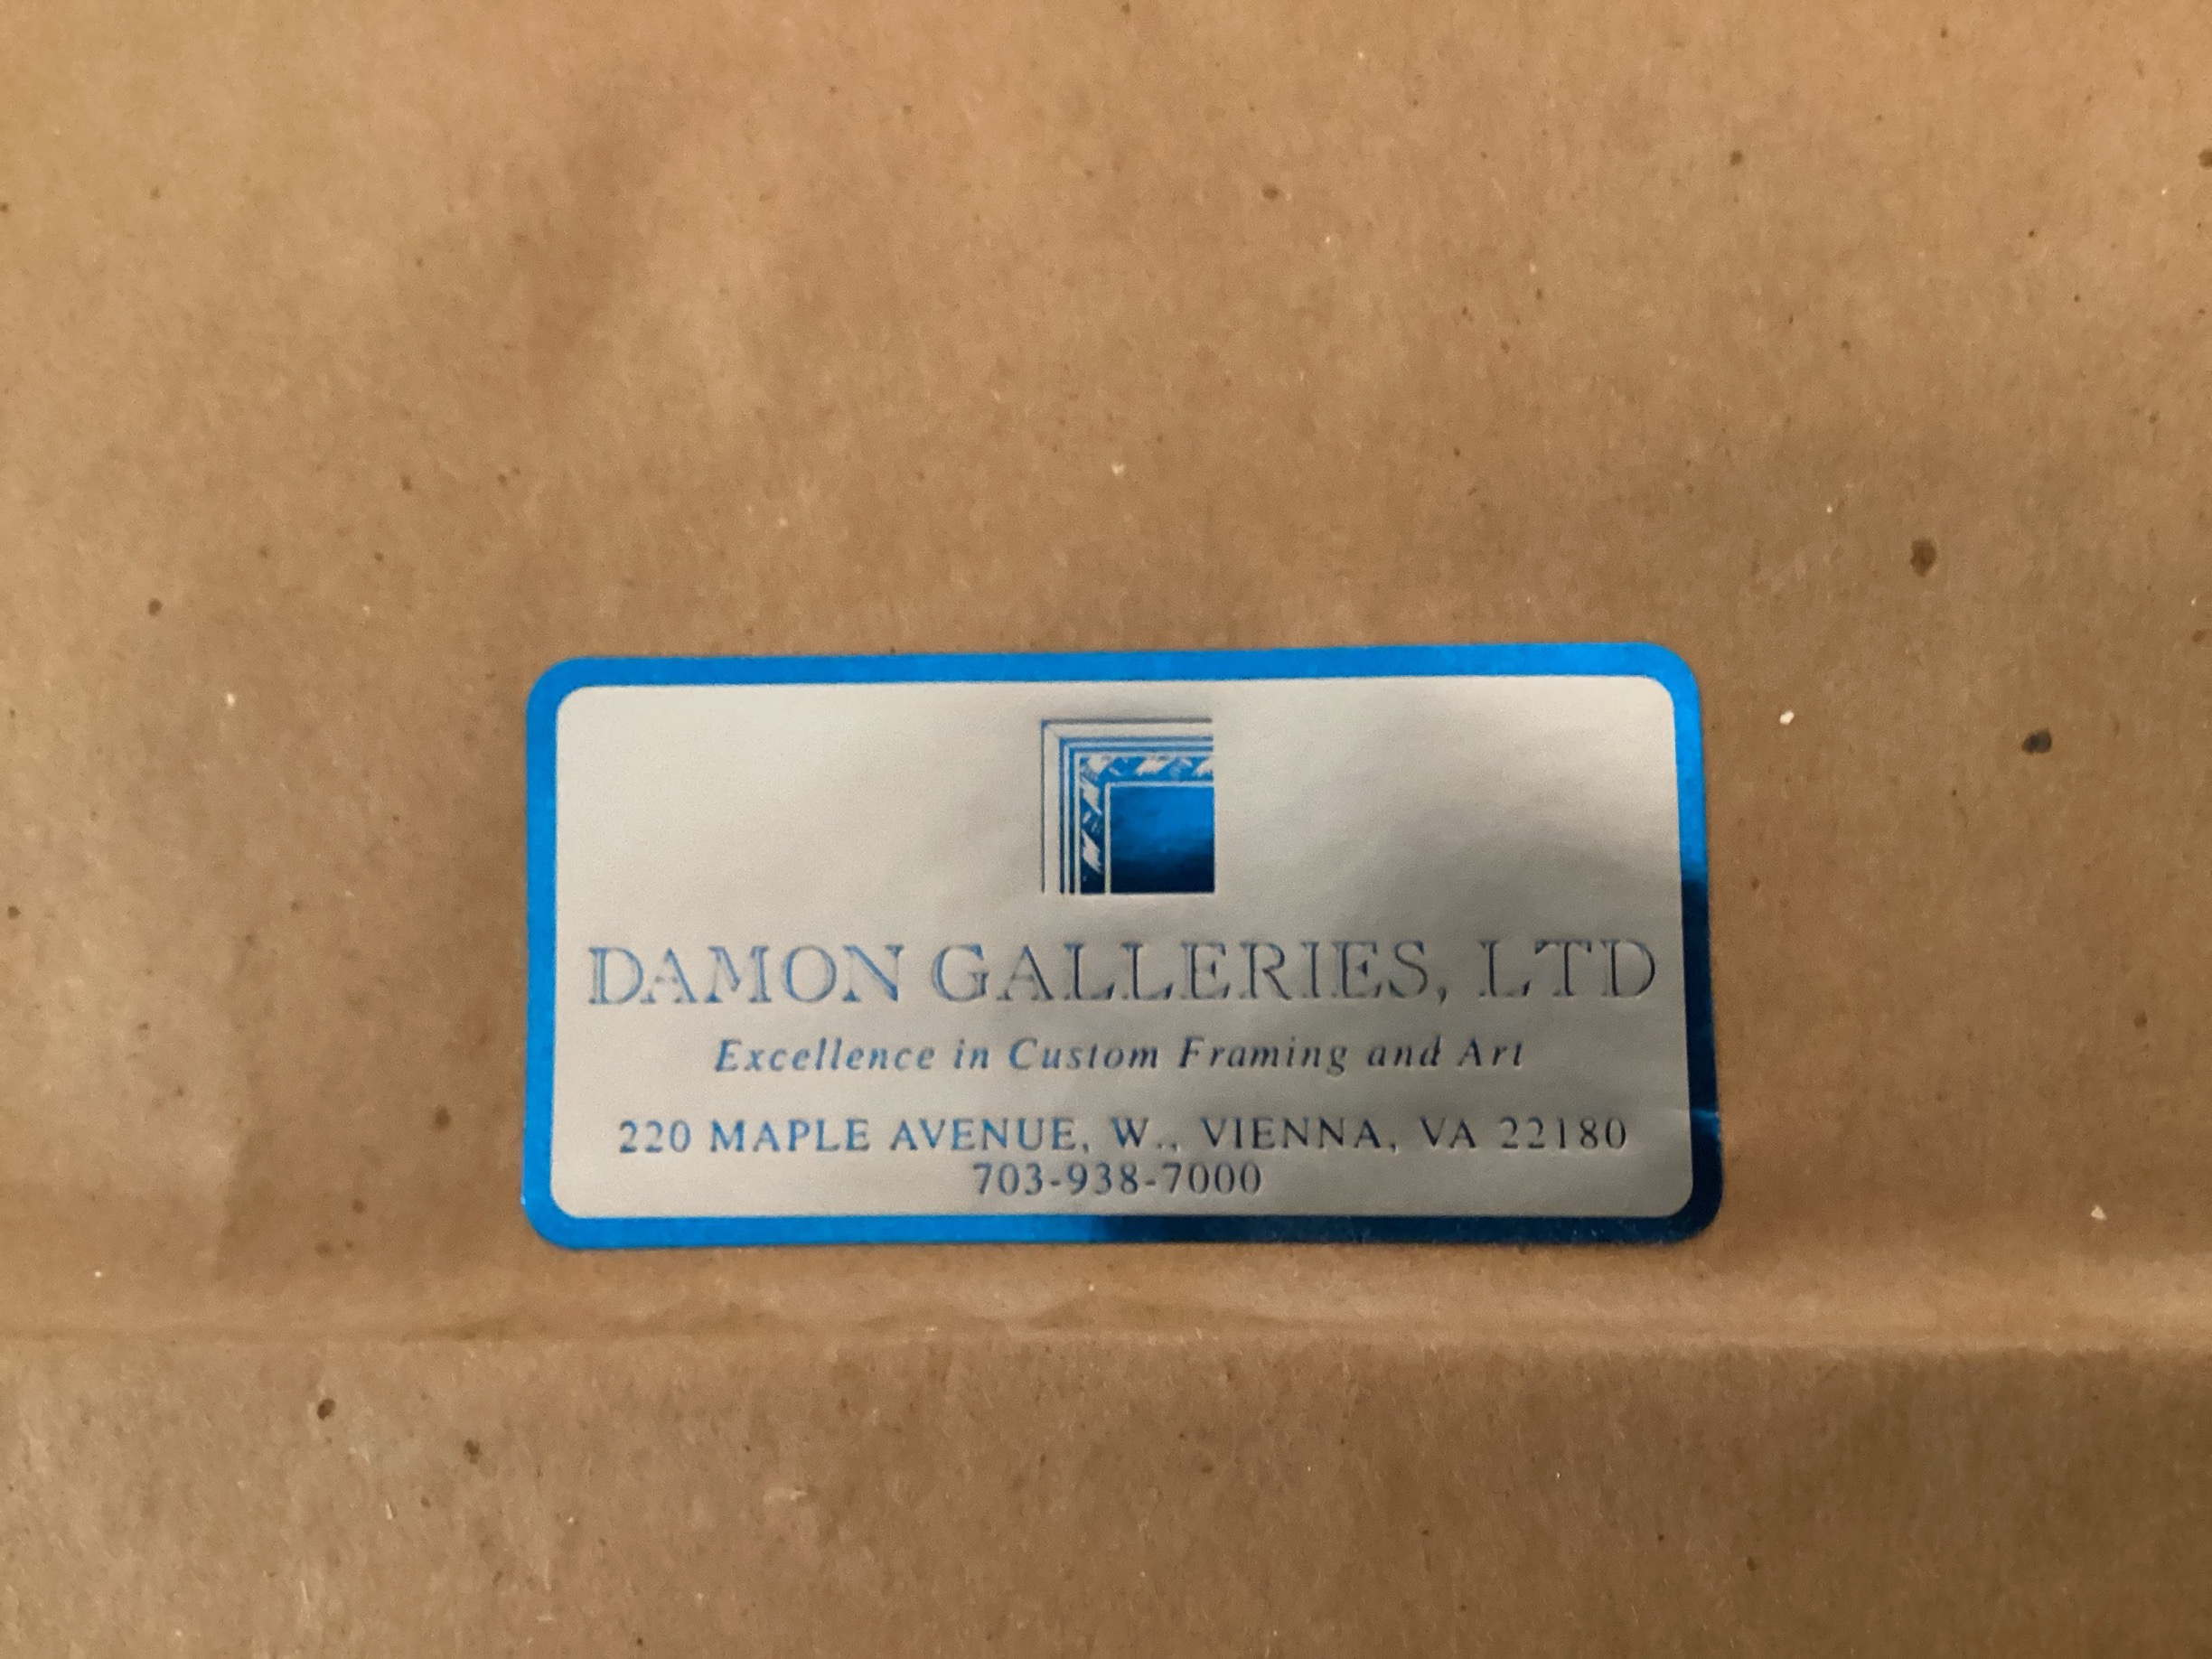 DAMON GALLERIES, LTD
Excellence in Custom Framing and Art
220 MAPLE AVENUE, W., VIENNA, VA 22180
703-938-7000